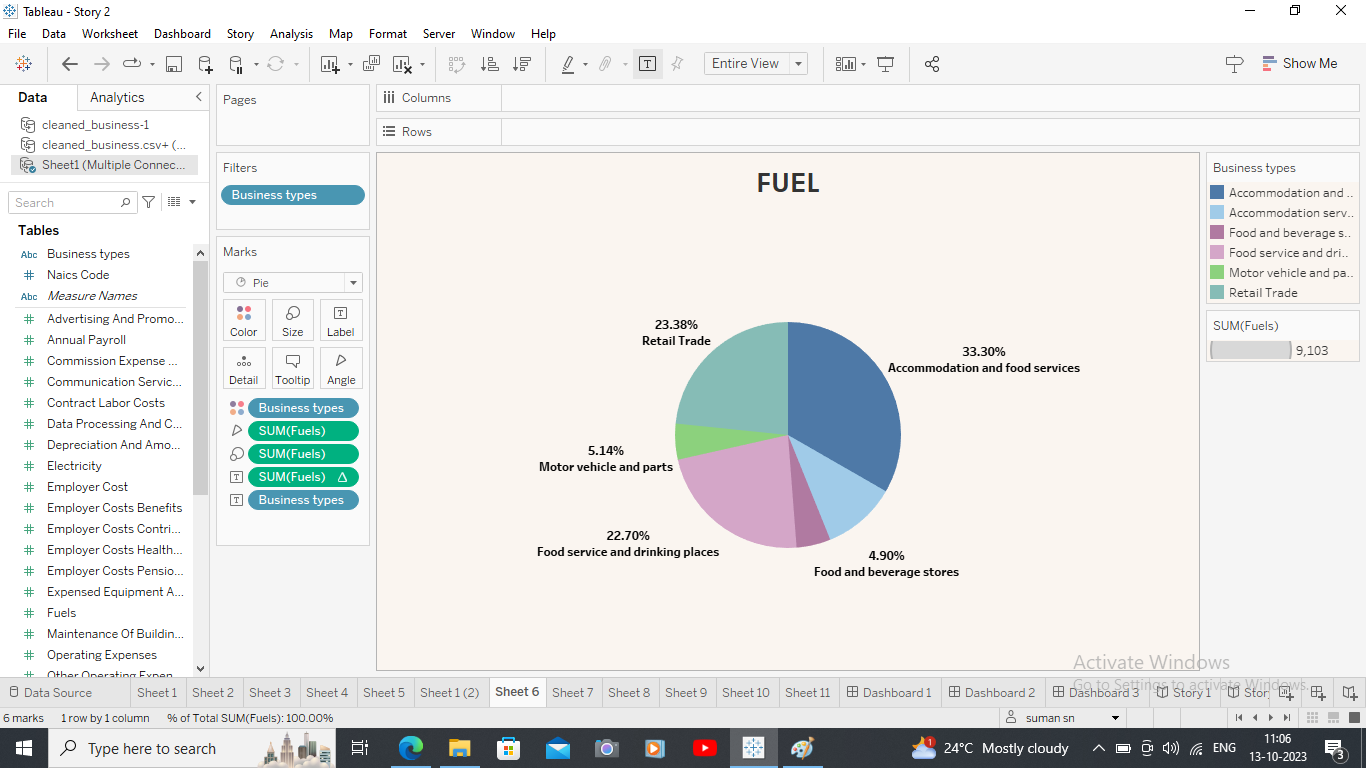 Tableau - Story 2
File Data Worksheet Dashboard Story Analysis Map Format Server Window Help
Entire View
Show Me
Data Analytics
cleaned_business-1
cleaned_business.csv+ (...
Sheet1 (Multiple Connec...
Search
Tables
Abc Business types
# Naics Code
Abc Measure Names
# Advertising And Promo...
# Annual Payroll
# Commission Expense ...
# Communication Servic...
# Contract Labor Costs
# Data Processing And C...
# Depreciation And Amo...
# Electricity
# Employer Cost
# Employer Costs Benefits
# Employer Costs Contri...
# Employer Costs Health...
# Employer Costs Pensio...
# Expensed Equipment A...
# Fuels
# Maintenance Of Buildin...
# Operating Expenses
# Other Operating Expen
Pages
Filters
Business types
Marks
Pie
Color Size Label
Detail Tooltip Angle
Business types
SUM(Fuels)
SUM(Fuels)
SUM(Fuels) Δ
Business types
Columns
Rows
FUEL
23.38%
Retail Trade
33.30%
Accommodation and food services
5.14%
Motor vehicle and parts
22.70%
Food service and drinking places
4.90%
Food and beverage stores
Business types
Accommodation and ..
Accommodation serv..
Food and beverage s..
Food service and dri..
Motor vehicle and pa..
Retail Trade
SUM(Fuels)
9,103
Activate Windows
Go to Settings to activate Windows.
Data Source Sheet 1 Sheet 2 Sheet 3 Sheet 4 Sheet 5 Sheet 1 (2) Sheet 6 Sheet 7 Sheet 8 Sheet 9 Sheet 10 Sheet 11 Dashboard 1 Dashboard 2 Dashboard 3 Story 1 Stor
6 marks 1 row by 1 column % of Total SUM(Fuels): 100.00%
suman sn
Type here to search
1
24°C Mostly cloudy
ENG
11:06
13-10-2023
3